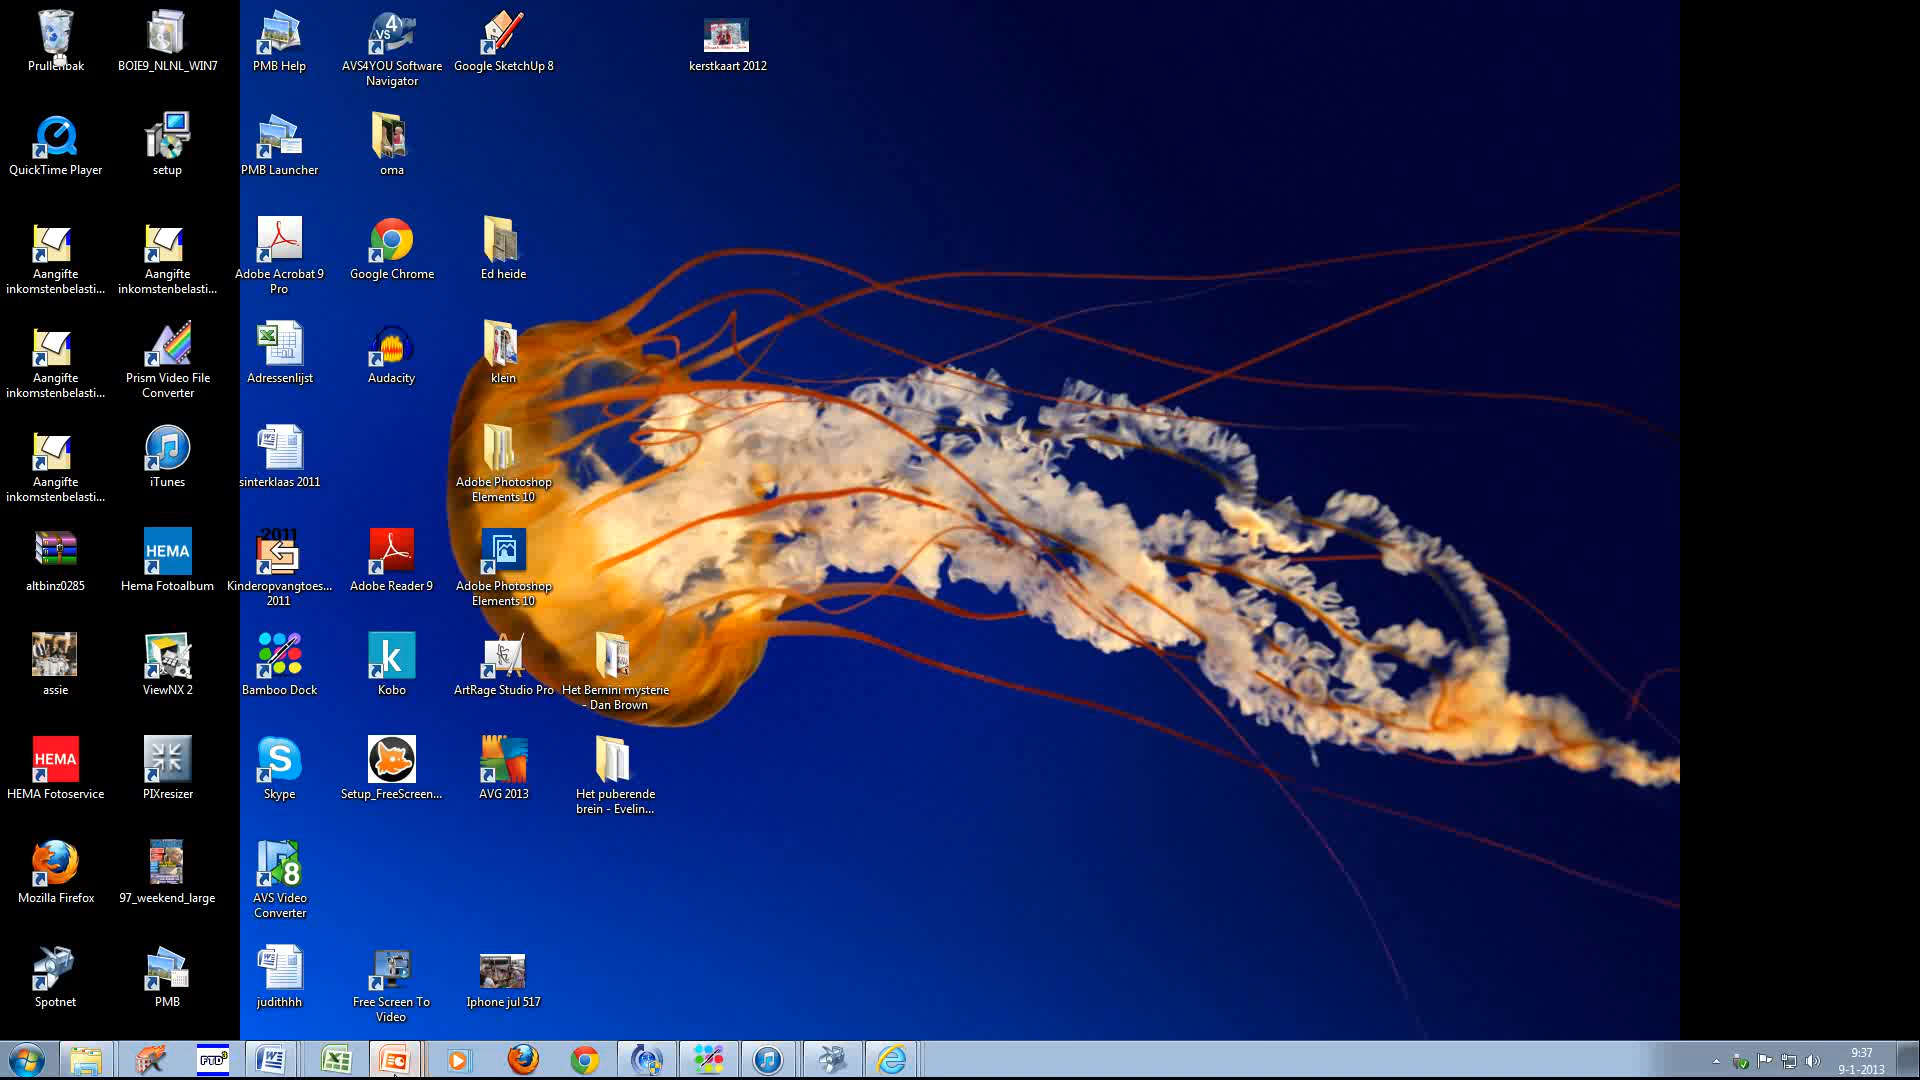 Prullenbak
BOIE9_NLNL_WIN7
PMB Help
AVS4YOU Software
Navigator
Google SketchUp 8
kerstkaart 2012
QuickTime Player
setup
PMB Launcher
oma
Aangifte
inkomstenbelasti...
Aangifte
inkomstenbelasti...
Adobe Acrobat 9
Pro
Google Chrome
Ed heide
Aangifte
inkomstenbelasti...
Prism Video File
Converter
Adressenlijst
Audacity
klein
Aangifte
inkomstenbelasti...
iTunes
sinterklaas 2011
Adobe Photoshop
Elements 10
altbinz0285
HEMA
Hema Fotoalbum
2011
Kinderopvangtoes...
2011
Adobe Reader 9
Adobe Photoshop
Elements 10
assie
ViewNX 2
Bamboo Dock
k
Kobo
ArtRage Studio Pro
Het Bernini mysterie
- Dan Brown
HEMA
HEMA Fotoservice
PIXresizer
Skype
Setup_FreeScreen...
AVG 2013
Het puberende
brein - Evelin...
Mozilla Firefox
97_weekend_large
AVS Video
Converter
Spotnet
PMB
judithhh
Free Screen To
Video
Iphone jul 517
FTD
9:37
9-1-2013